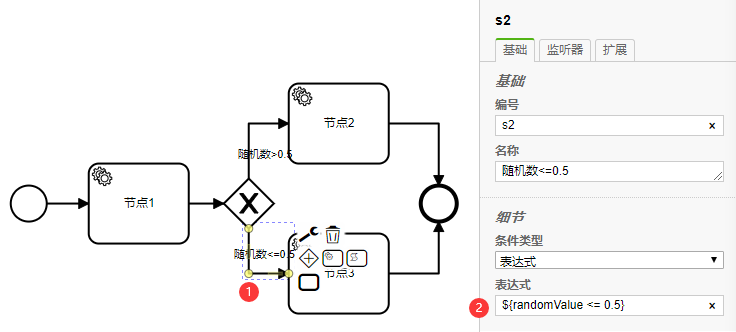 s2
基础
监听器
扩展
基础
编号
s2
×
名称
随机数<=0.5
细节
条件类型
表达式
表达式
2
${randomValue <= 0.5}
×
节点1
随机数>0.5
节点2
X
随机数<=0.5
节点3
1